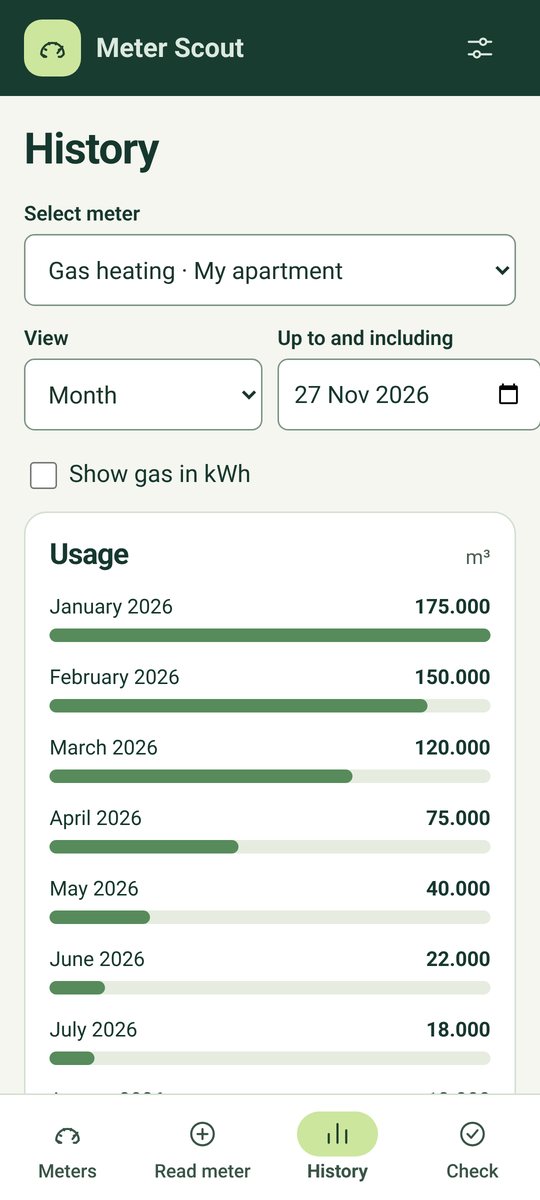 Meter Scout
History
Select meter
Gas heating · My apartment
View
Up to and including
Month
27 Nov 2026
Show gas in kWh
Usage
m³
January 2026
175.000
February 2026
150.000
March 2026
120.000
April 2026
75.000
May 2026
40.000
June 2026
22.000
July 2026
18.000
Meters
Read meter
History
Check